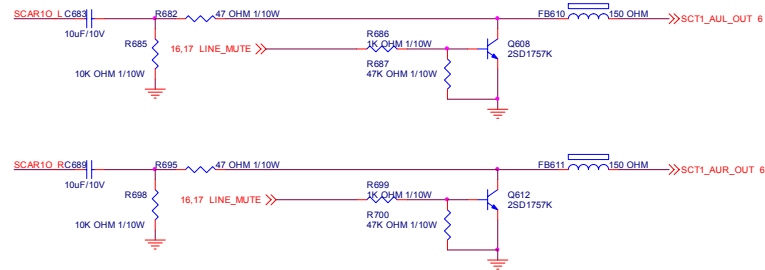 SCAR1O_L C683 R682 47 OHM 1/10W FB610 150 OHM SCT1_AUL_OUT 6
10uF/10V R686 Q608
R685 16,17 LINE_MUTE 1K OHM 1/10W 2SD1757K
R687
10K OHM 1/10W 47K OHM 1/10W
SCAR1O_R C689 R695 47 OHM 1/10W FB611 150 OHM SCT1_AUR_OUT 6
10uF/10V R699 Q612
R698 16,17 LINE_MUTE 1K OHM 1/10W 2SD1757K
R700
10K OHM 1/10W 47K OHM 1/10W